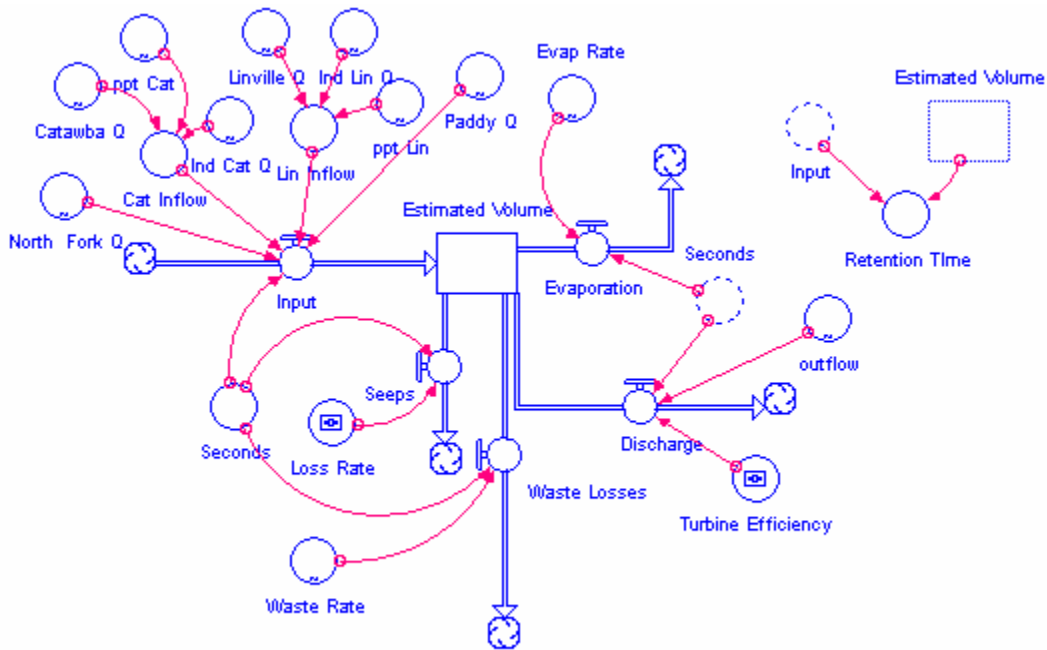 ppt Cat
Linville Q
Ind Lin Q
Evap Rate
Estimated Volume
Catawba Q
Ind Cat Q
ppt Lin
Paddy Q
Input
Cat Inflow
Lin Inflow
North Fork Q
Estimated Volume
Seconds
Retention TIme
Input
Evaporation
outflow
Seeps
Seconds
Loss Rate
Discharge
Waste Losses
Turbine Efficiency
Waste Rate